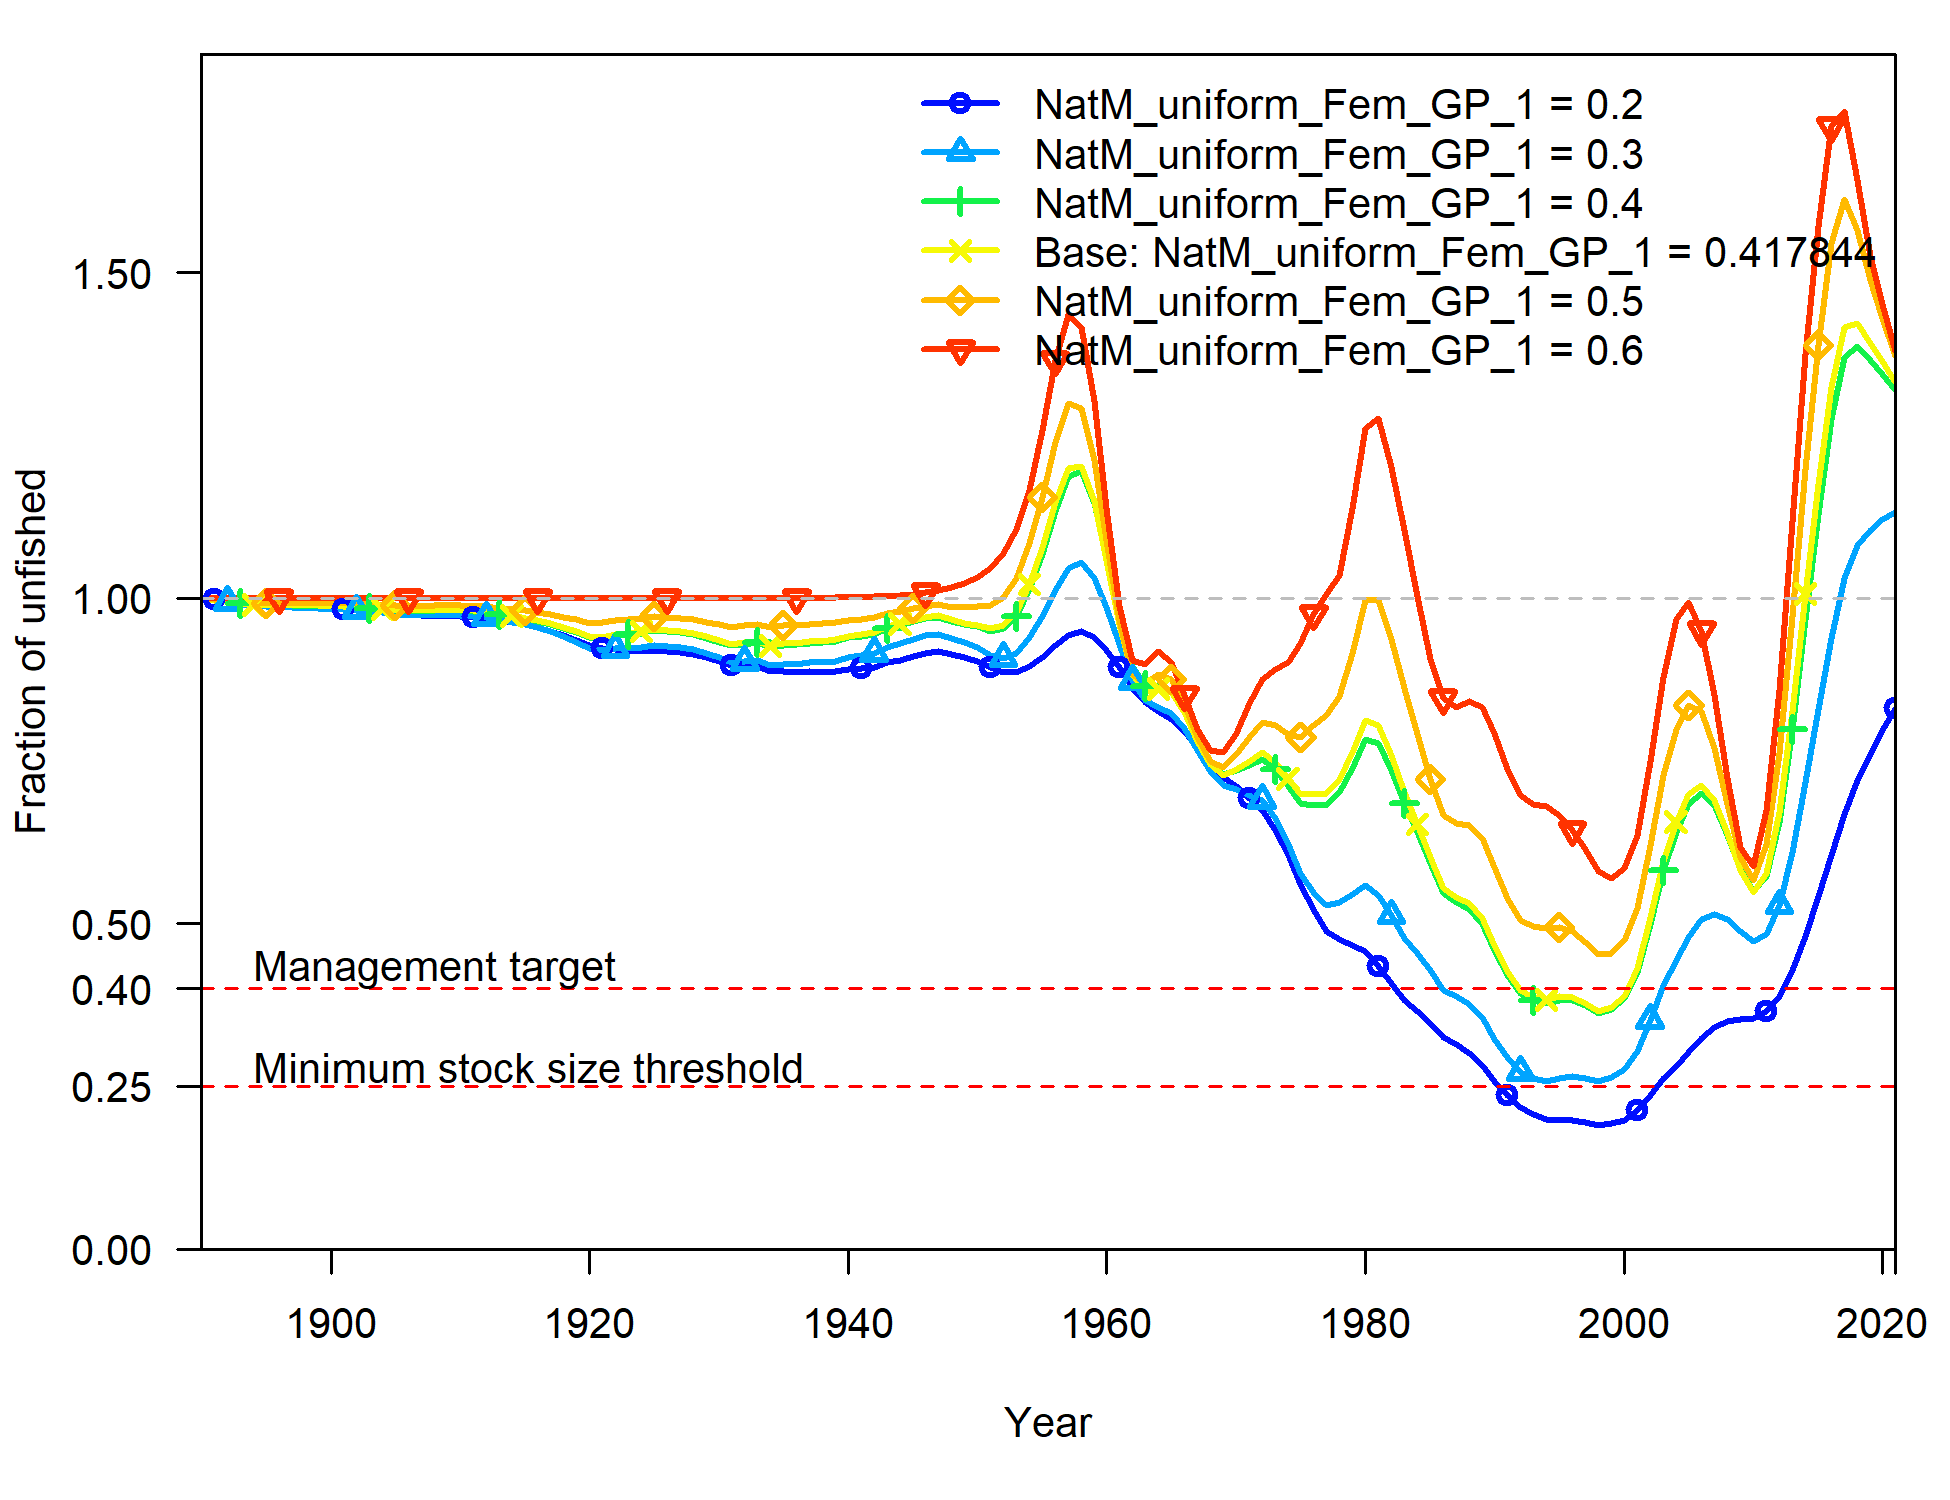 NatM_uniform_Fem_GP_1 = 0.2
NatM_uniform_Fem_GP_1 = 0.3
NatM_uniform_Fem_GP_1 = 0.4
Base: NatM_uniform_Fem_GP_1 = 0.417844
NatM_uniform_Fem_GP_1 = 0.5
NatM_uniform_Fem_GP_1 = 0.6
Fraction of unfished
1.50
1.00
0.50
0.40
0.25
0.00
Management target
Minimum stock size threshold
1900 1920 1940 1960 1980 2000 2020
Year